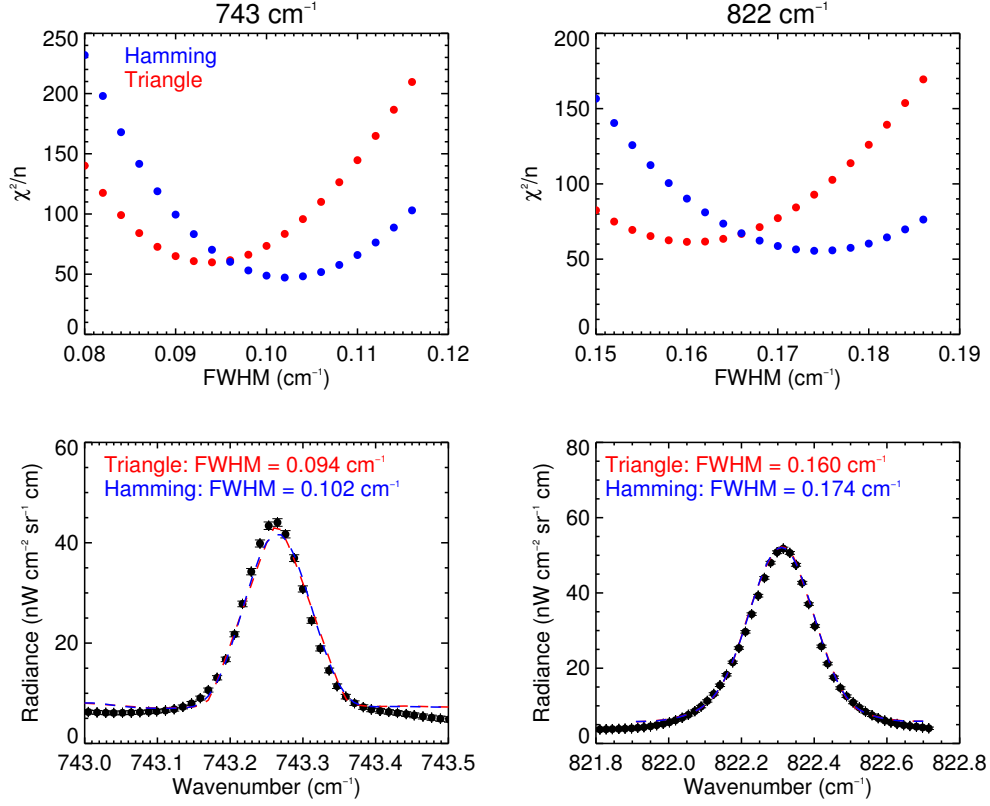 743 cm⁻¹
822 cm⁻¹
250
200
150
100
50
0
χ²/n
Hamming
Triangle
0.08 0.09 0.10 0.11 0.12
FWHM (cm⁻¹)
200
150
100
50
0
χ²/n
0.15 0.16 0.17 0.18 0.19
FWHM (cm⁻¹)
60
40
20
0
Radiance (nW cm⁻² sr⁻¹ cm)
Triangle: FWHM = 0.094 cm⁻¹
Hamming: FWHM = 0.102 cm⁻¹
743.0 743.1 743.2 743.3 743.4 743.5
Wavenumber (cm⁻¹)
80
60
40
20
0
Radiance (nW cm⁻² sr⁻¹ cm)
Triangle: FWHM = 0.160 cm⁻¹
Hamming: FWHM = 0.174 cm⁻¹
821.8 822.0 822.2 822.4 822.6 822.8
Wavenumber (cm⁻¹)